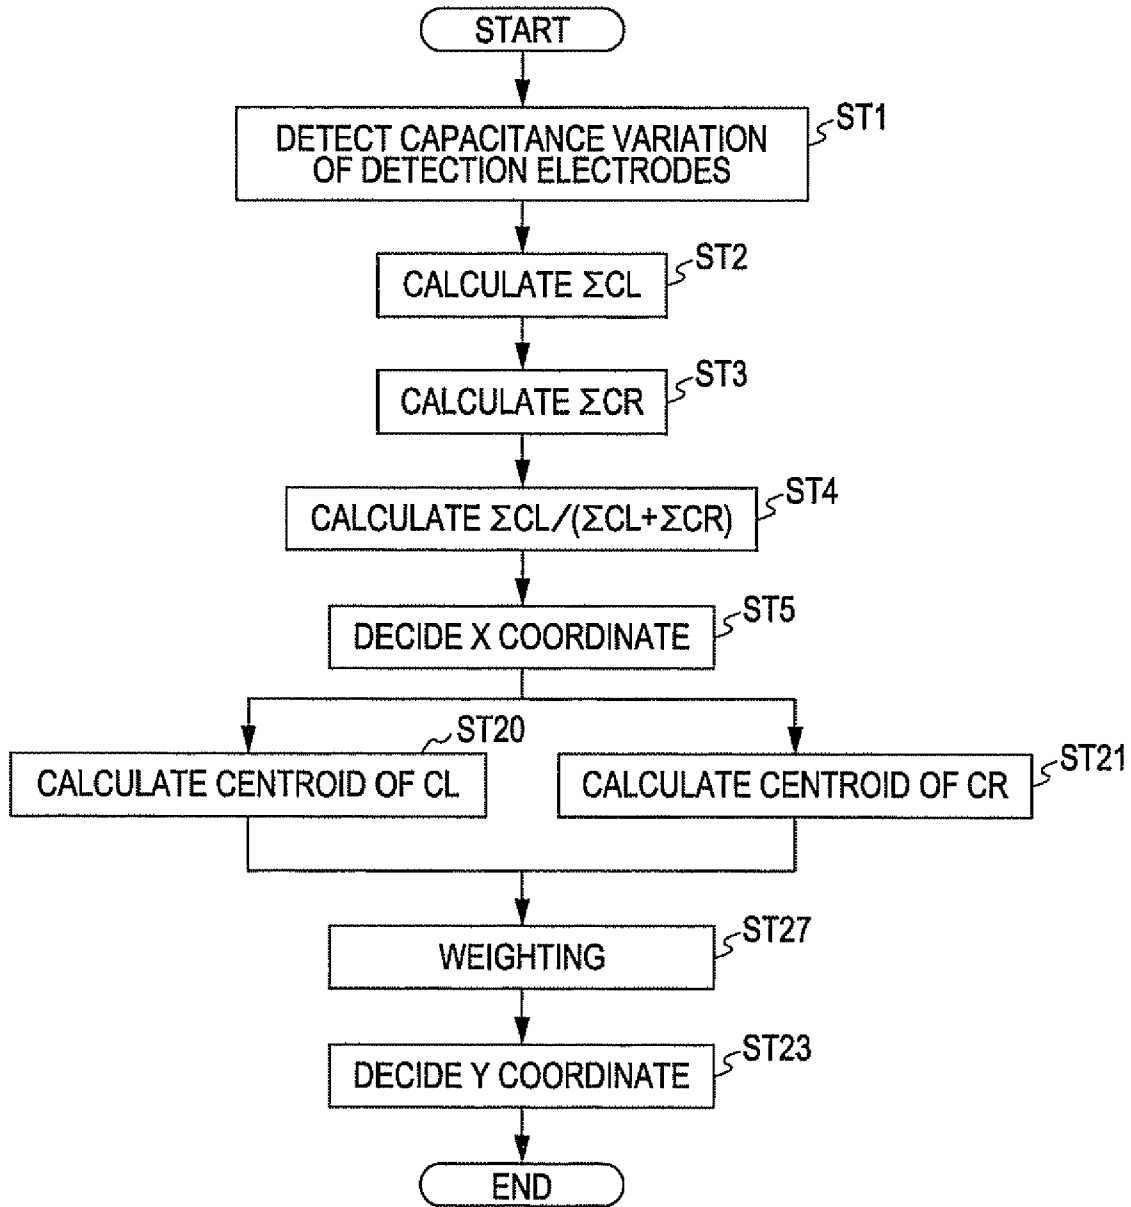 START
ST1
DETECT CAPACITANCE VARIATION
OF DETECTION ELECTRODES
ST2
CALCULATE ΣCL
ST3
CALCULATE ΣCR
ST4
CALCULATE ΣCL/(ΣCL+ΣCR)
ST5
DECIDE X COORDINATE
ST20
CALCULATE CENTROID OF CL
ST21
CALCULATE CENTROID OF CR
ST27
WEIGHTING
ST23
DECIDE Y COORDINATE
END